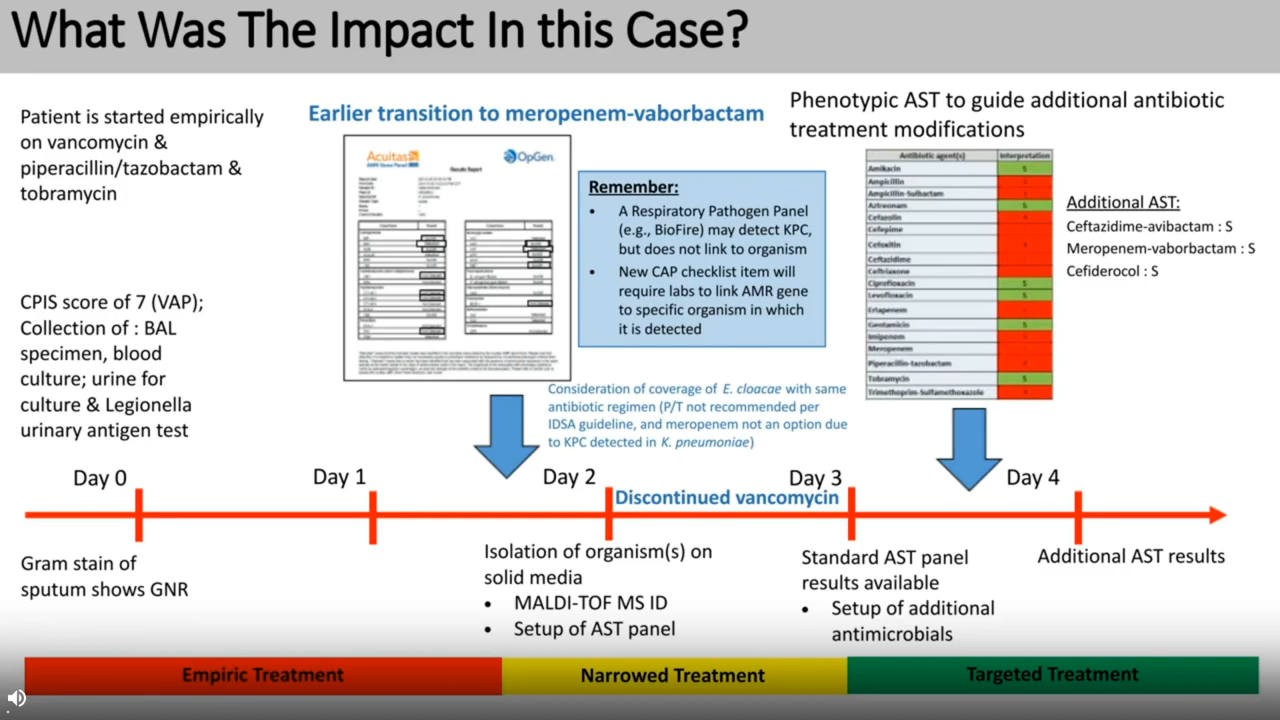 What Was The Impact In this Case?
Patient is started empirically
on vancomycin &
piperacillin/tazobactam &
tobramycin
CPIS score of 7 (VAP);
Collection of : BAL
specimen, blood
culture; urine for
culture & Legionella
urinary antigen test
Earlier transition to meropenem-vaborbactam
Acuitas
AMR Gene Panel
OpGen
Results Report
Remember:
• A Respiratory Pathogen Panel
(e.g., BioFire) may detect KPC,
but does not link to organism
• New CAP checklist item will
require labs to link AMR gene
to specific organism in which
it is detected
Consideration of coverage of E. cloacae with same
antibiotic regimen (P/T not recommended per
IDSA guideline, and meropenem not an option due
to KPC detected in K. pneumoniae)
Phenotypic AST to guide additional antibiotic
treatment modifications
Antibiotic agent(s) Interpretation
Amikacin S
Ampicillin
Ampicillin-Sulbactam
Aztreonam S
Cefazolin
Cefepime
Cefoxitin
Ceftazidime
Ceftriaxone
Ciprofloxacin S
Levofloxacin S
Ertapenem
Gentamicin S
Imipenem
Meropenem
Piperacillin-tazobactam
Tobramycin S
Trimethoprim-Sulfamethoxazole
Additional AST:
Ceftazidime-avibactam : S
Meropenem-vaborbactam : S
Cefiderocol : S
Day 0
Day 1
Day 2
Day 3
Day 4
Discontinued vancomycin
Gram stain of
sputum shows GNR
Isolation of organism(s) on
solid media
• MALDI-TOF MS ID
• Setup of AST panel
Standard AST panel
results available
• Setup of additional
antimicrobials
Additional AST results
Empiric Treatment
Narrowed Treatment
Targeted Treatment